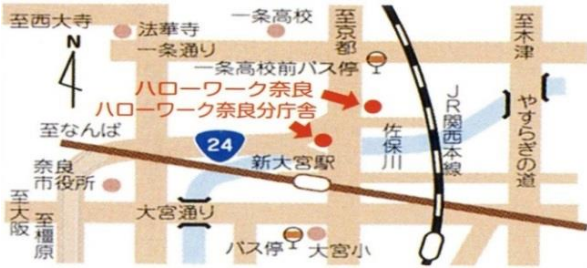 至西大寺
法華寺
一条高校
至京都
至木津
N
一条通り
一条高校前バス停
ハローワーク奈良
ハローワーク奈良分庁舎
JR関西本線
やすらぎの道
至なんば
24
佐保川
新大宮駅
奈良
市役所
至大阪
至橿原
大宮通り
バス停
大宮小